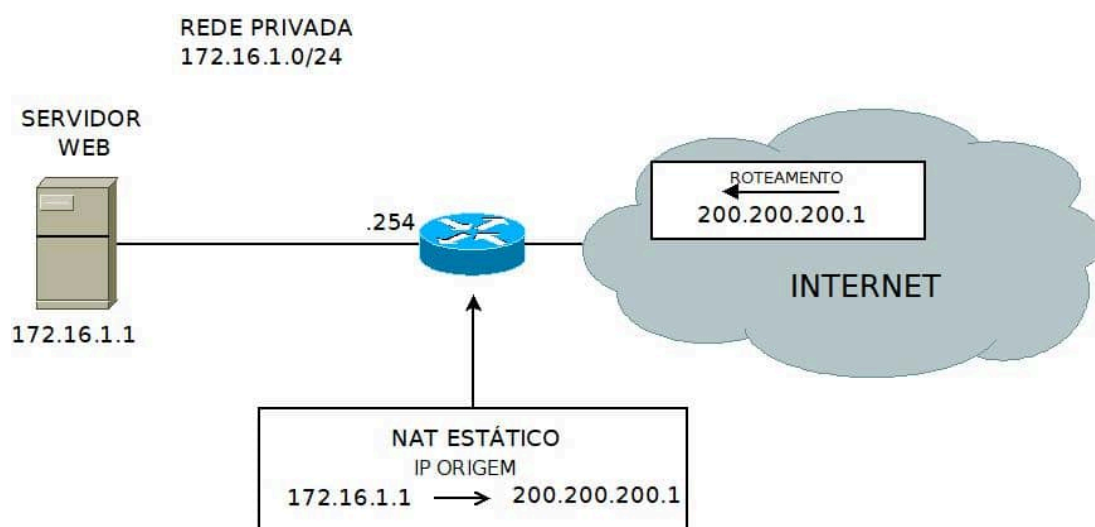 REDE PRIVADA
172.16.1.0/24
SERVIDOR
WEB
.254
172.16.1.1
ROTEAMENTO
200.200.200.1
INTERNET
NAT ESTÁTICO
IP ORIGEM
172.16.1.1 → 200.200.200.1